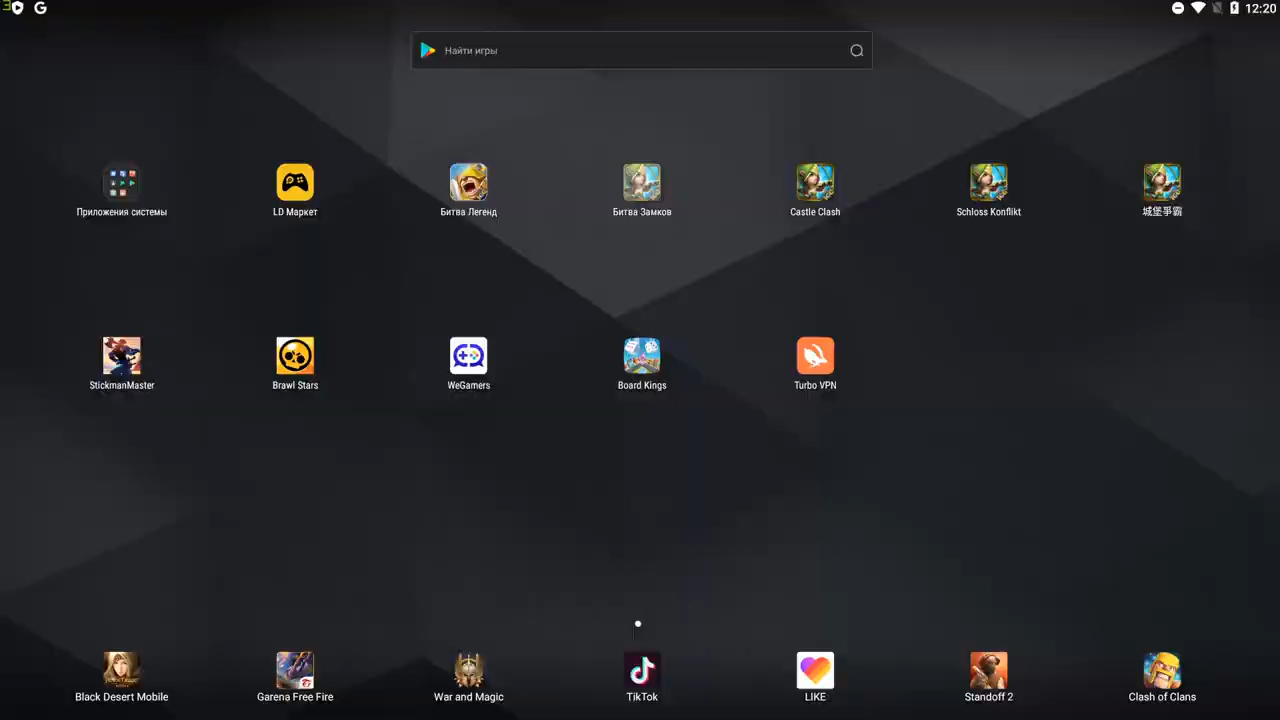 12:20
Найти игры
Приложения системы
LD Маркет
Битва Легенд
Битва Замков
Castle Clash
Schloss Konflikt
城堡爭霸
StickmanMaster
Brawl Stars
WeGamers
Board Kings
Turbo VPN
Black Desert Mobile
Garena Free Fire
War and Magic
TikTok
LIKE
Standoff 2
Clash of Clans